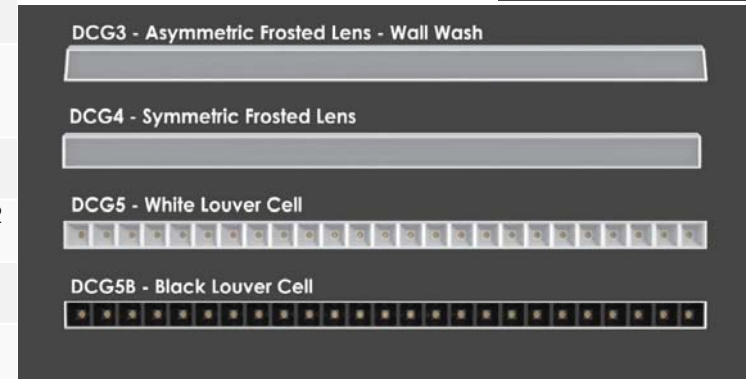 DCG3 - Asymmetric Frosted Lens - Wall Wash
DCG4 - Symmetric Frosted Lens
DCG5 - White Louver Cell
DCG5B - Black Louver Cell